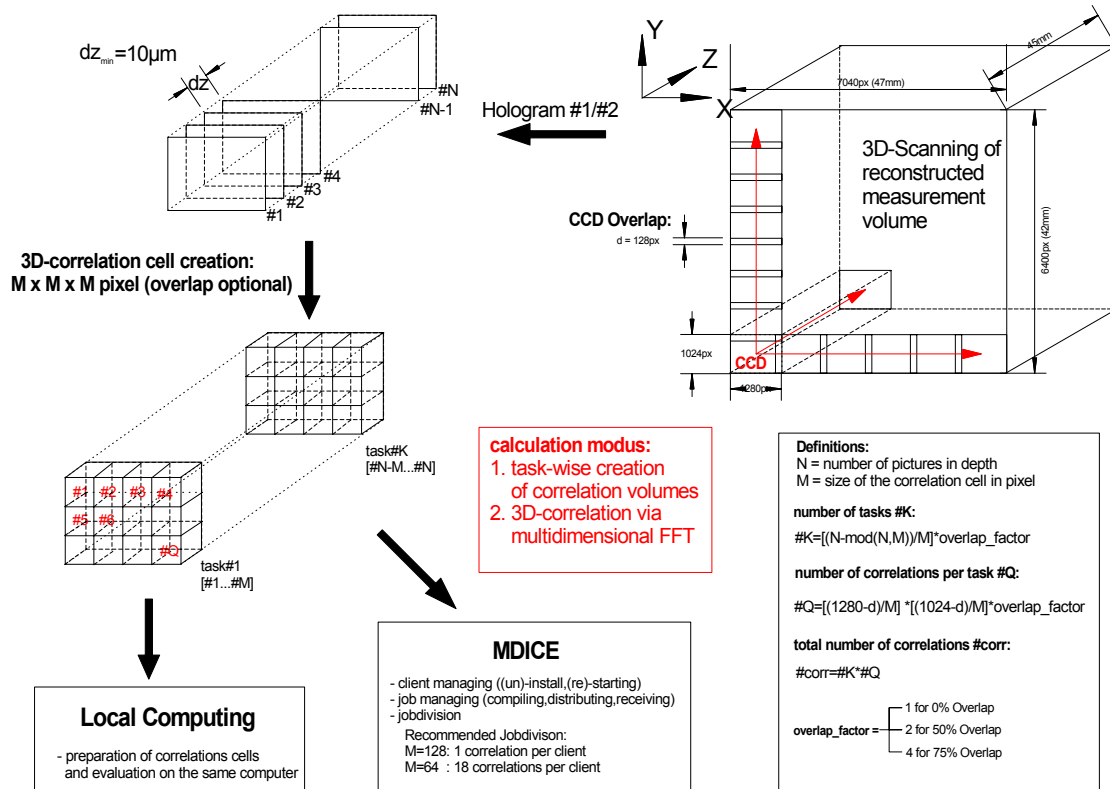 dz min =10µm
dz
#N
#N-1
#4
#3
#2
#1
Hologram #1/#2
Y
Z
X
7040px (47mm)
45mm
6400px (42mm)
3D-Scanning of
reconstructed
measurement
volume
CCD Overlap:
d = 128px
1024px
CCD
1280px
3D-correlation cell creation:
M x M x M pixel (overlap optional)
task#K
[#N-M...#N]
#1 #2 #3 #4
#5 #6
#Q
task#1
[#1...#M]
calculation modus:
1. task-wise creation
of correlation volumes
2. 3D-correlation via
multidimensional FFT
Definitions:
N = number of pictures in depth
M = size of the correlation cell in pixel
number of tasks #K:
#K=[(N-mod(N,M))/M]*overlap_factor
number of correlations per task #Q:
#Q=[(1280-d)/M] *[(1024-d)/M]*overlap_factor
total number of correlations #corr:
#corr=#K*#Q
overlap_factor =
1 for 0% Overlap
2 for 50% Overlap
4 for 75% Overlap
Local Computing
- preparation of correlations cells
and evaluation on the same computer
MDICE
- client managing ((un)-install,(re)-starting)
- job managing (compiling,distributing,receiving)
- jobdivision
Recommended Jobdivison:
M=128: 1 correlation per client
M=64 : 18 correlations per client